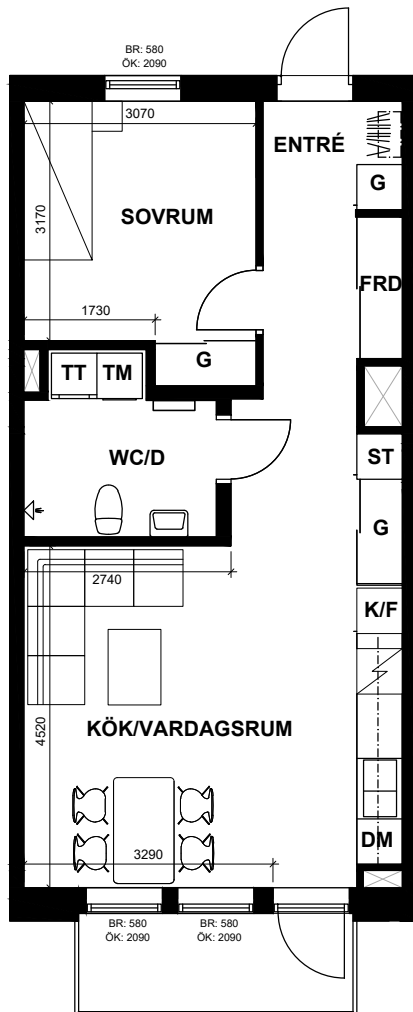 BR: 580
ÖK: 2090
3070
ENTRÉ
G
SOVRUM
3170
FRD
1730
G
TT
TM
WC/D
ST
G
2740
K/F
4520
KÖK/VARDAGSRUM
DM
3290
BR: 580
ÖK: 2090
BR: 580
ÖK: 2090